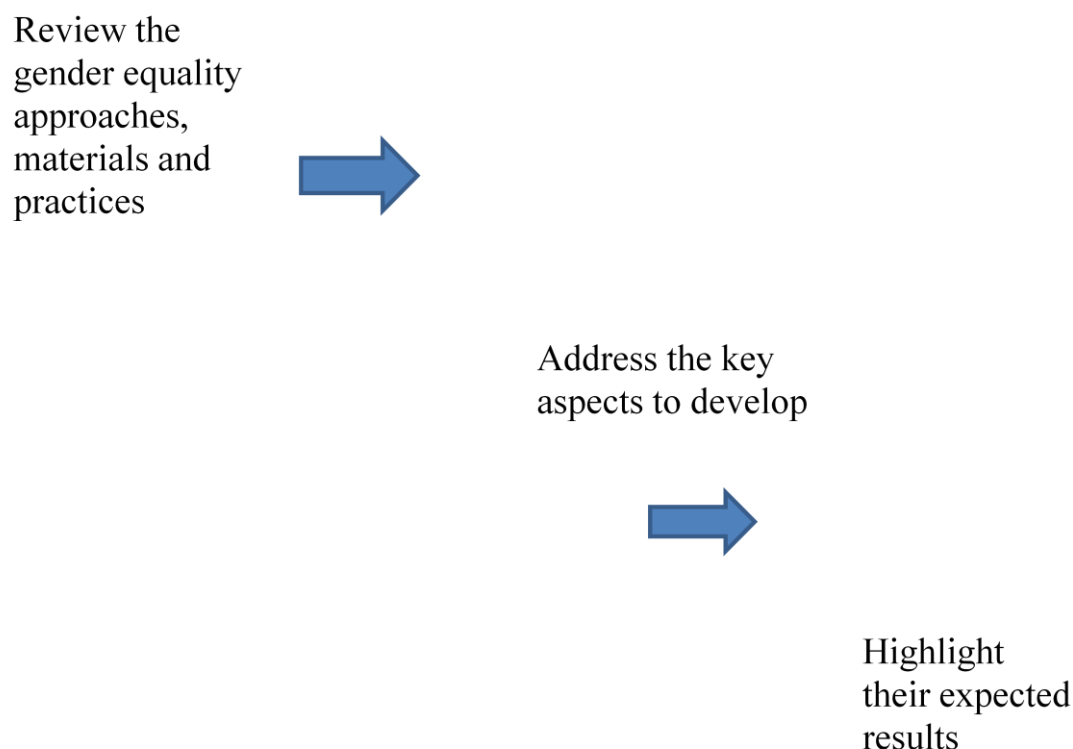 Review the
gender equality
approaches,
materials and
practices
Address the key
aspects to develop
Highlight
their expected
results